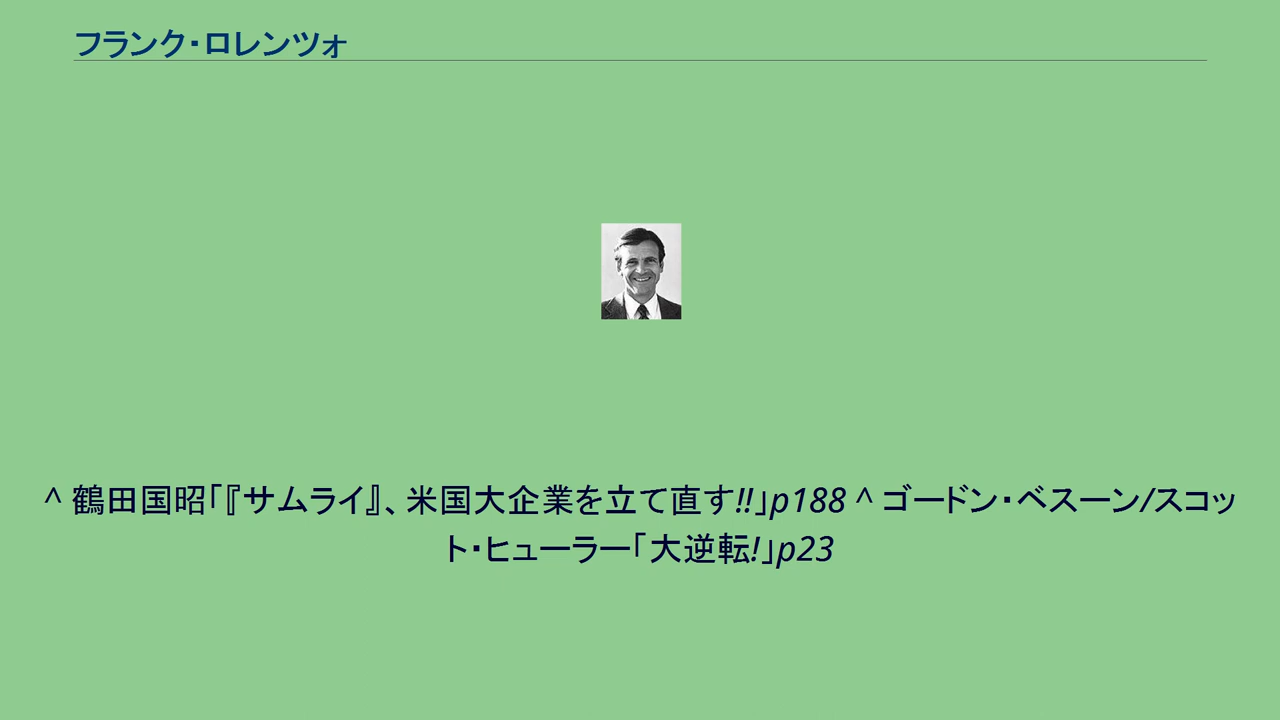 フランク・ロレンツォ
^ 鶴田国昭「『サムライ』、米国大企業を立て直す!!」p188 ^ ゴードン・ベスーン/スコッ
ト・ヒューラー「大逆転!」p23